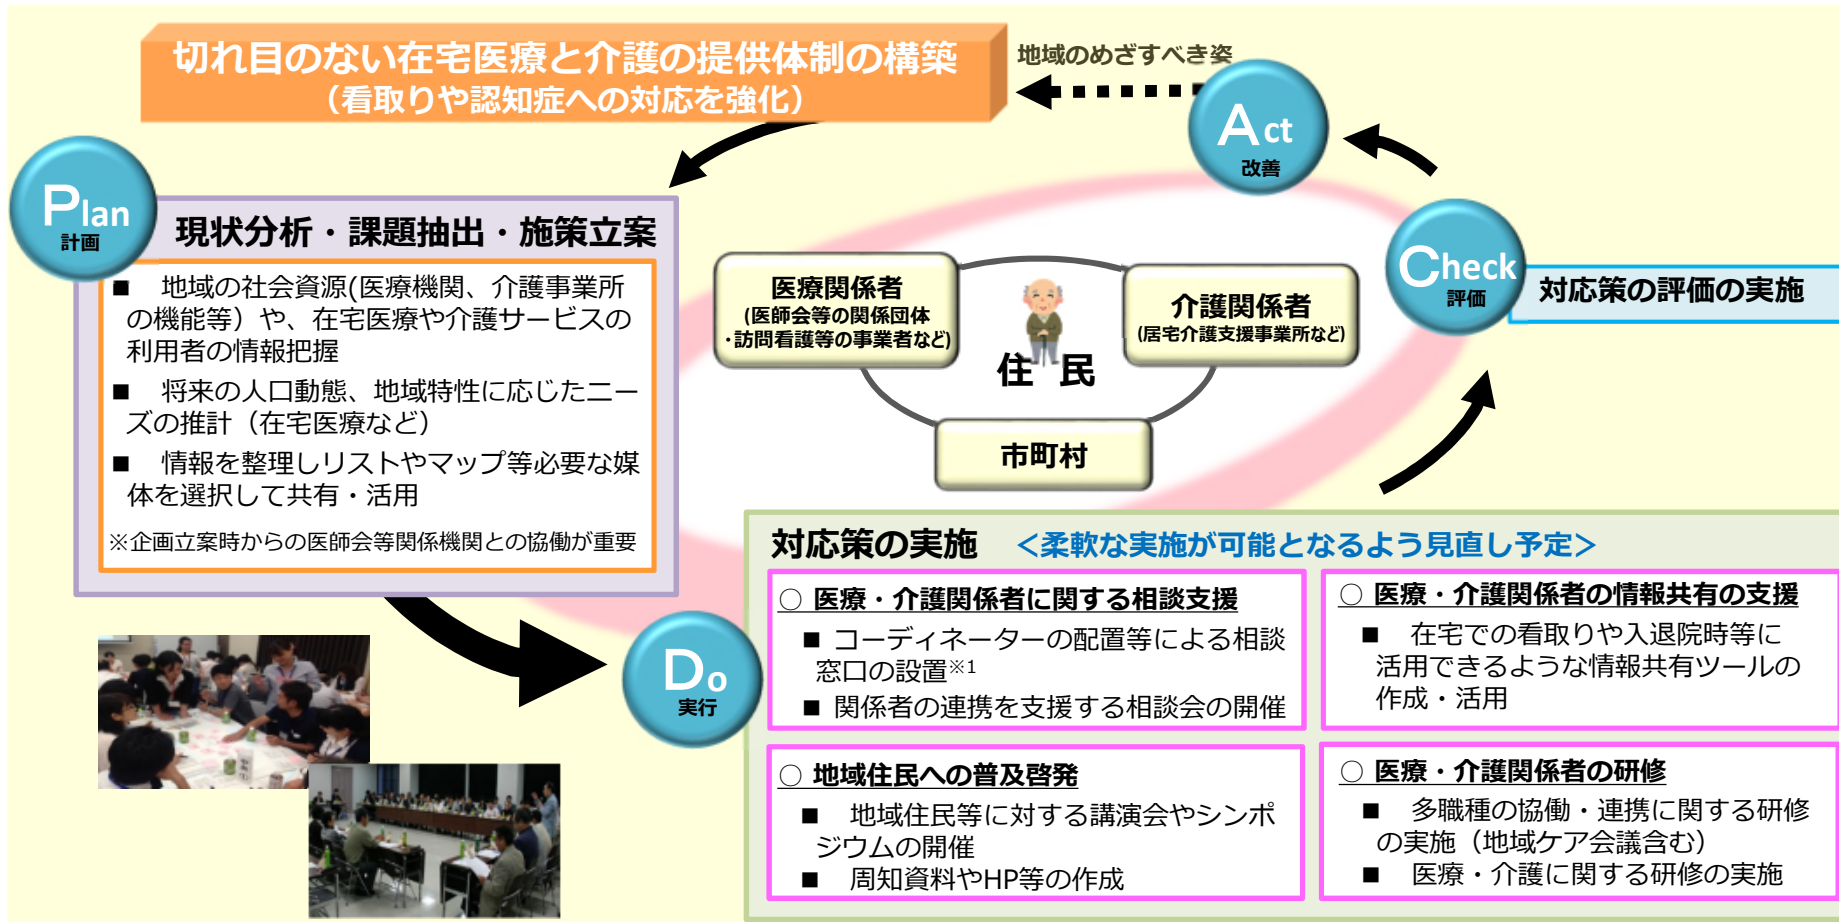 切れ目のない在宅医療と介護の提供体制の構築
（看取りや認知症への対応を強化）
地域のめざすべき姿
Act
改善
Plan
計画
現状分析・課題抽出・施策立案
■　地域の社会資源(医療機関、介護事業所
の機能等）や、在宅医療や介護サービスの
利用者の情報把握
■　将来の人口動態、地域特性に応じたニー
ズの推計（在宅医療など）
■　情報を整理しリストやマップ等必要な媒
体を選択して共有・活用
※企画立案時からの医師会等関係機関との協働が重要
Check
評価
対応策の評価の実施
医療関係者
(医師会等の関係団体
・訪問看護等の事業者など)
介護関係者
(居宅介護支援事業所など)
住民
市町村
Do
実行
対応策の実施　＜柔軟な実施が可能となるよう見直し予定＞
○ 医療・介護関係者に関する相談支援
■ コーディネーターの配置等による相談
窓口の設置※1
■ 関係者の連携を支援する相談会の開催
○ 医療・介護関係者の情報共有の支援
■　在宅での看取りや入退院時等に
活用できるような情報共有ツールの
作成・活用
○ 地域住民への普及啓発
■　地域住民等に対する講演会やシンポ
ジウムの開催
■　周知資料やHP等の作成
○ 医療・介護関係者の研修
■　多職種の協働・連携に関する研修
の実施（地域ケア会議含む）
■　医療・介護に関する研修の実施